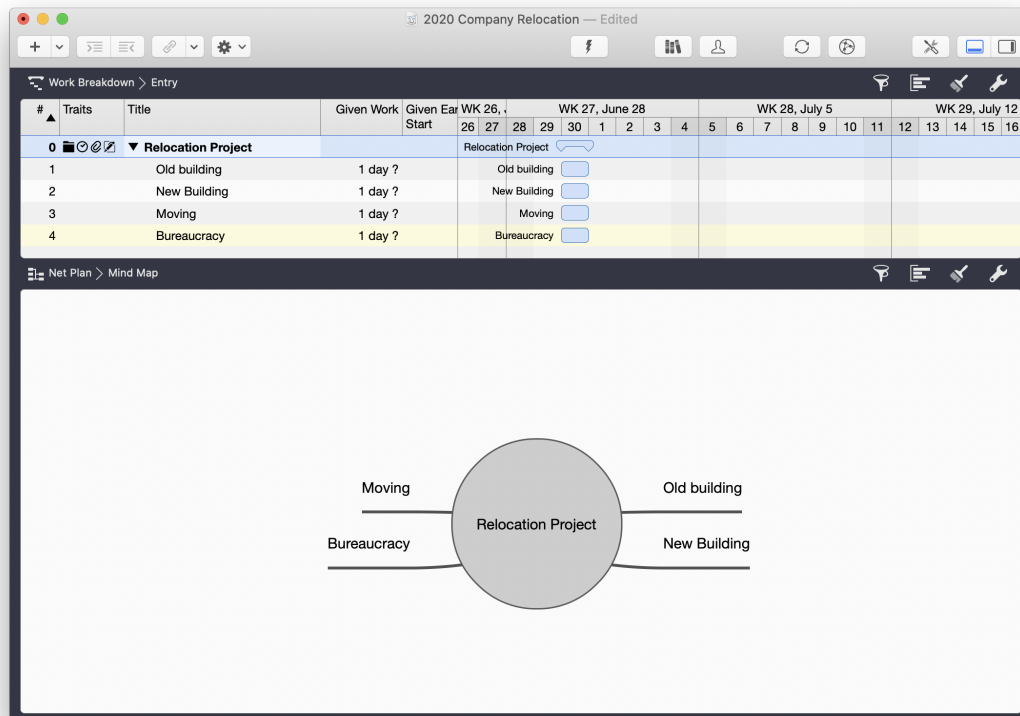 2020 Company Relocation — Edited
Work Breakdown > Entry
# Traits Title Given Work Given Ear Start WK 26, WK 27, June 28 WK 28, July 5 WK 29, July 12
26 27 28 29 30 1 2 3 4 5 6 7 8 9 10 11 12 13 14 15 16
0 Relocation Project Relocation Project
1 Old building 1 day ? Old building
2 New Building 1 day ? New Building
3 Moving 1 day ? Moving
4 Bureaucracy 1 day ? Bureaucracy
Net Plan > Mind Map
Moving Old building
Relocation Project
Bureaucracy New Building